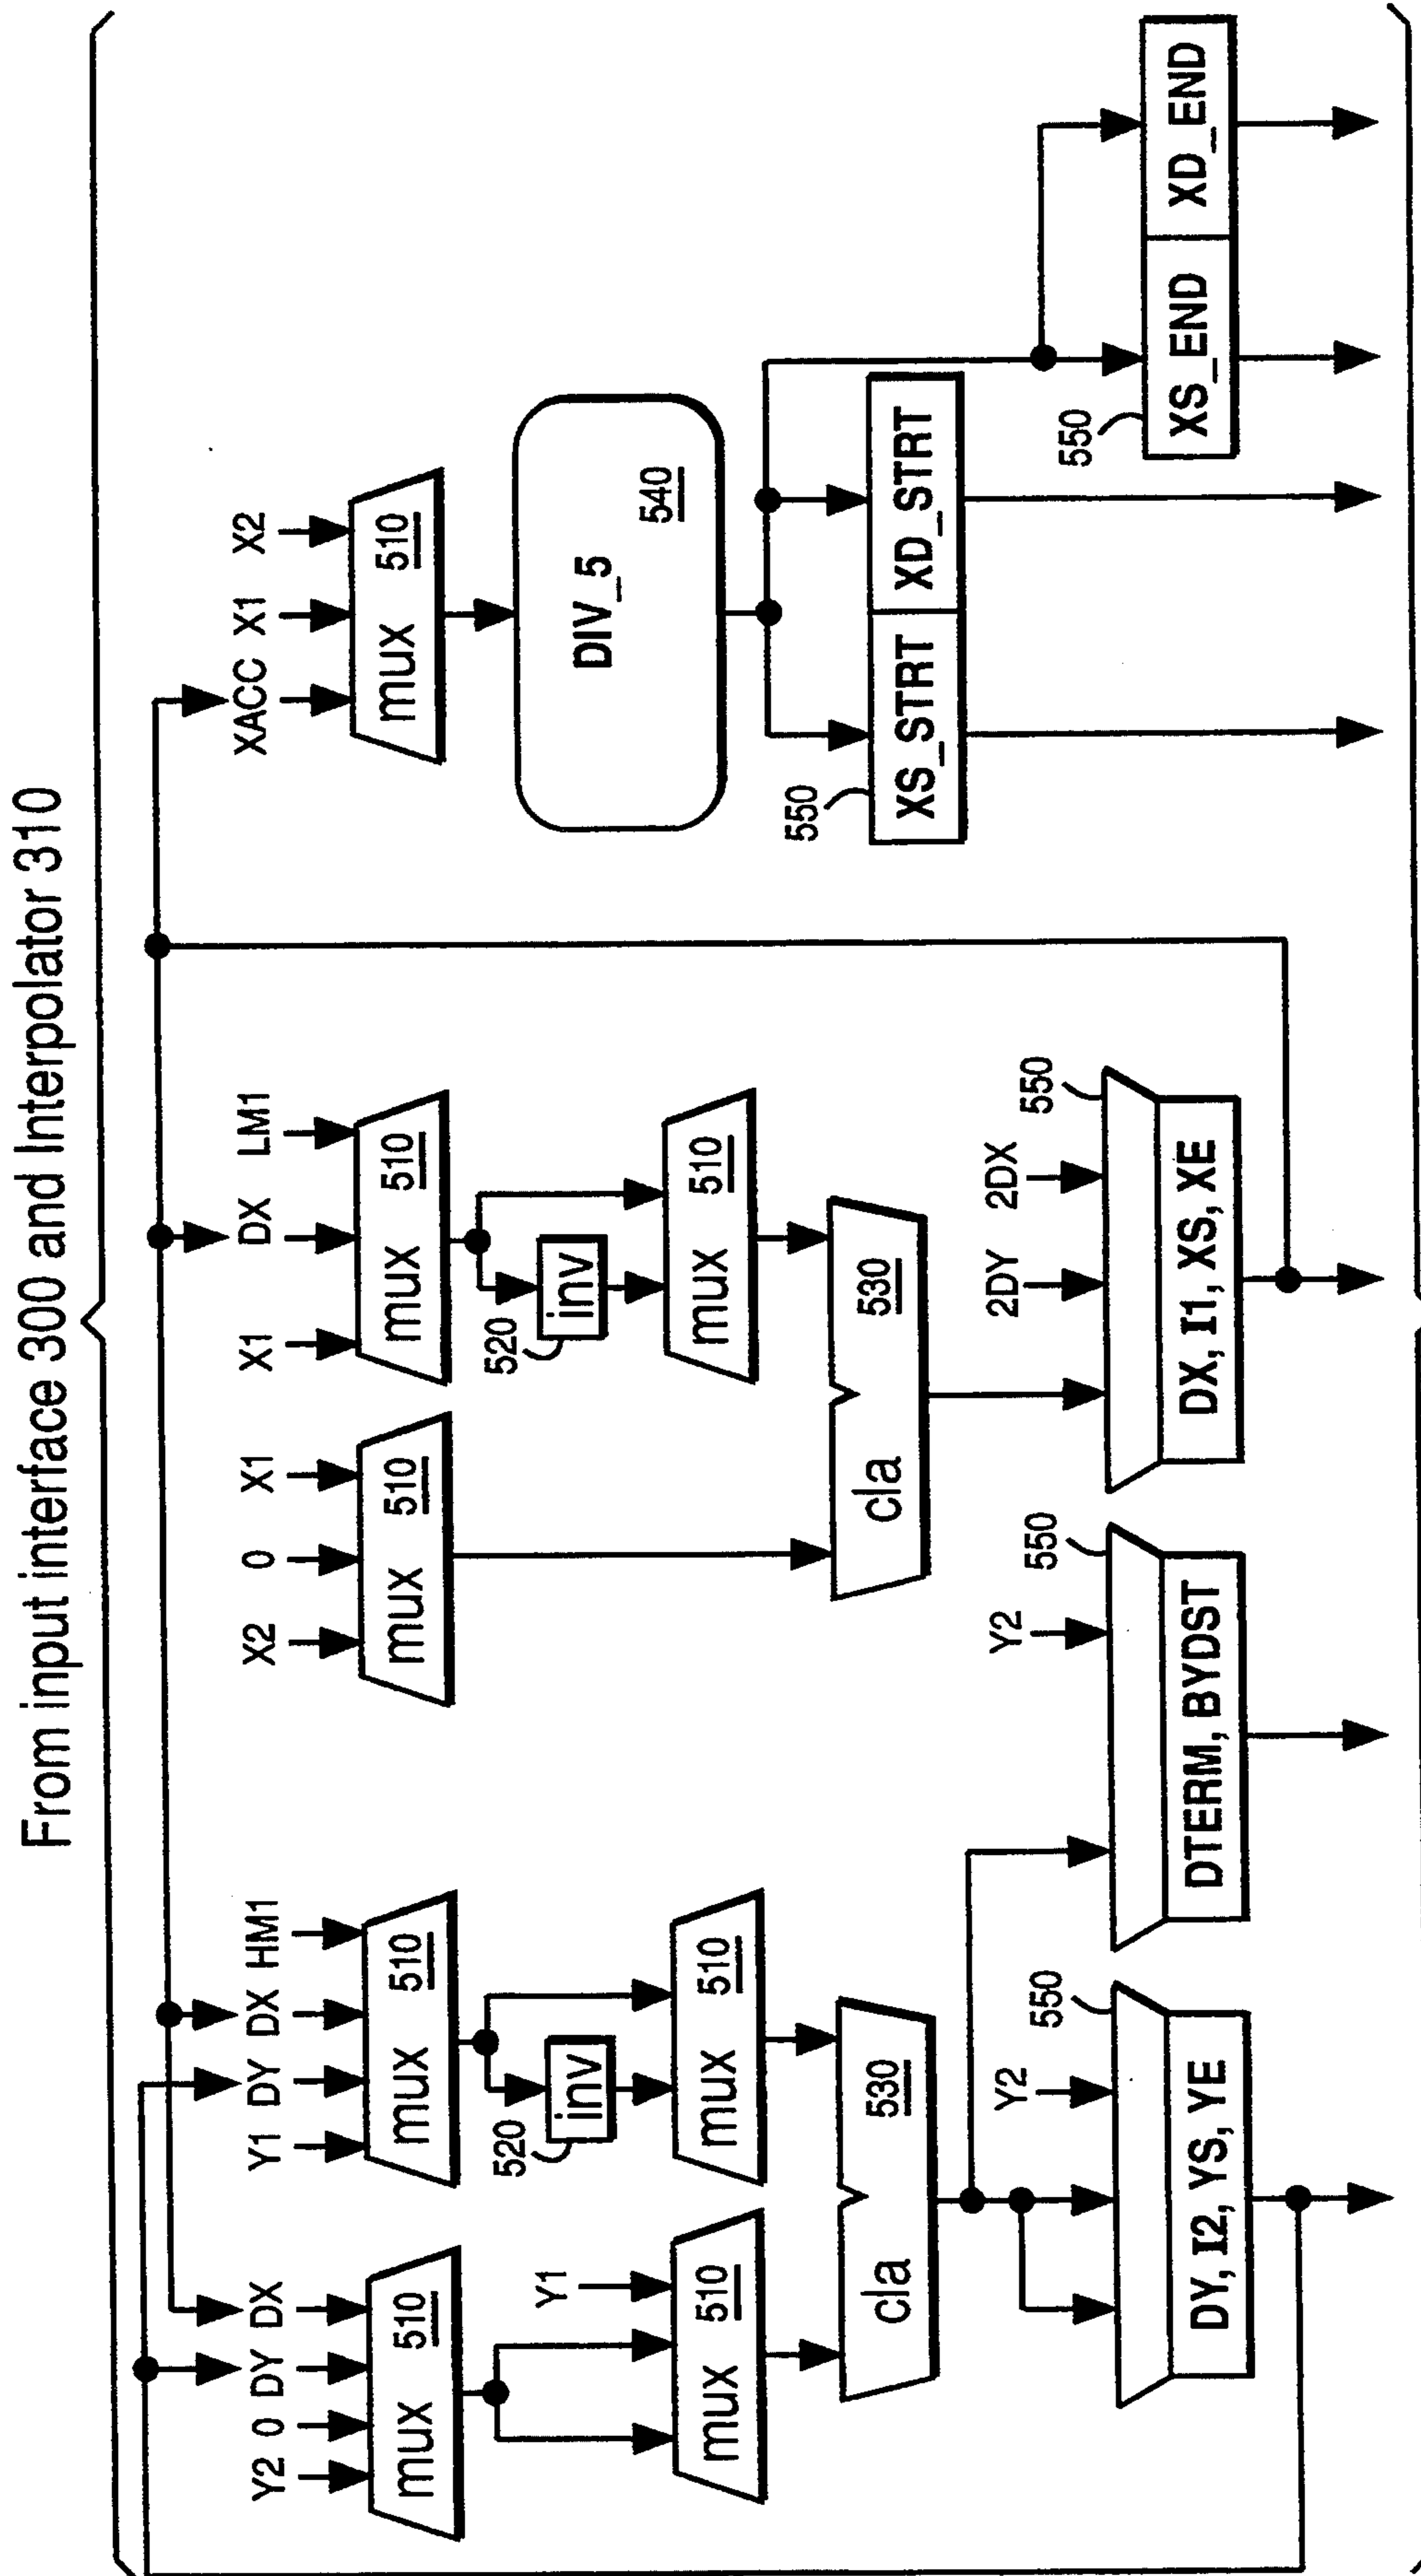 From input interface 300 and Interpolator 310
Y2 0 DY DX
Y1 DY DX HM1
X2 0 X1
X1 DX LM1
XACC X1 X2
mux 510
mux 510
mux 510
mux 510
mux 510
520 inv
520 inv
Y1
mux 510
mux 510
mux 510
DIV_5 540
cla 530
cla 530
550
XS_STRT XD_STRT
Y2
550
Y2
550
2DY 2DX
550
550
DY, I2, YS, YE
DTERM, BYDST
DX, I1, XS, XE
XS_END XD_END